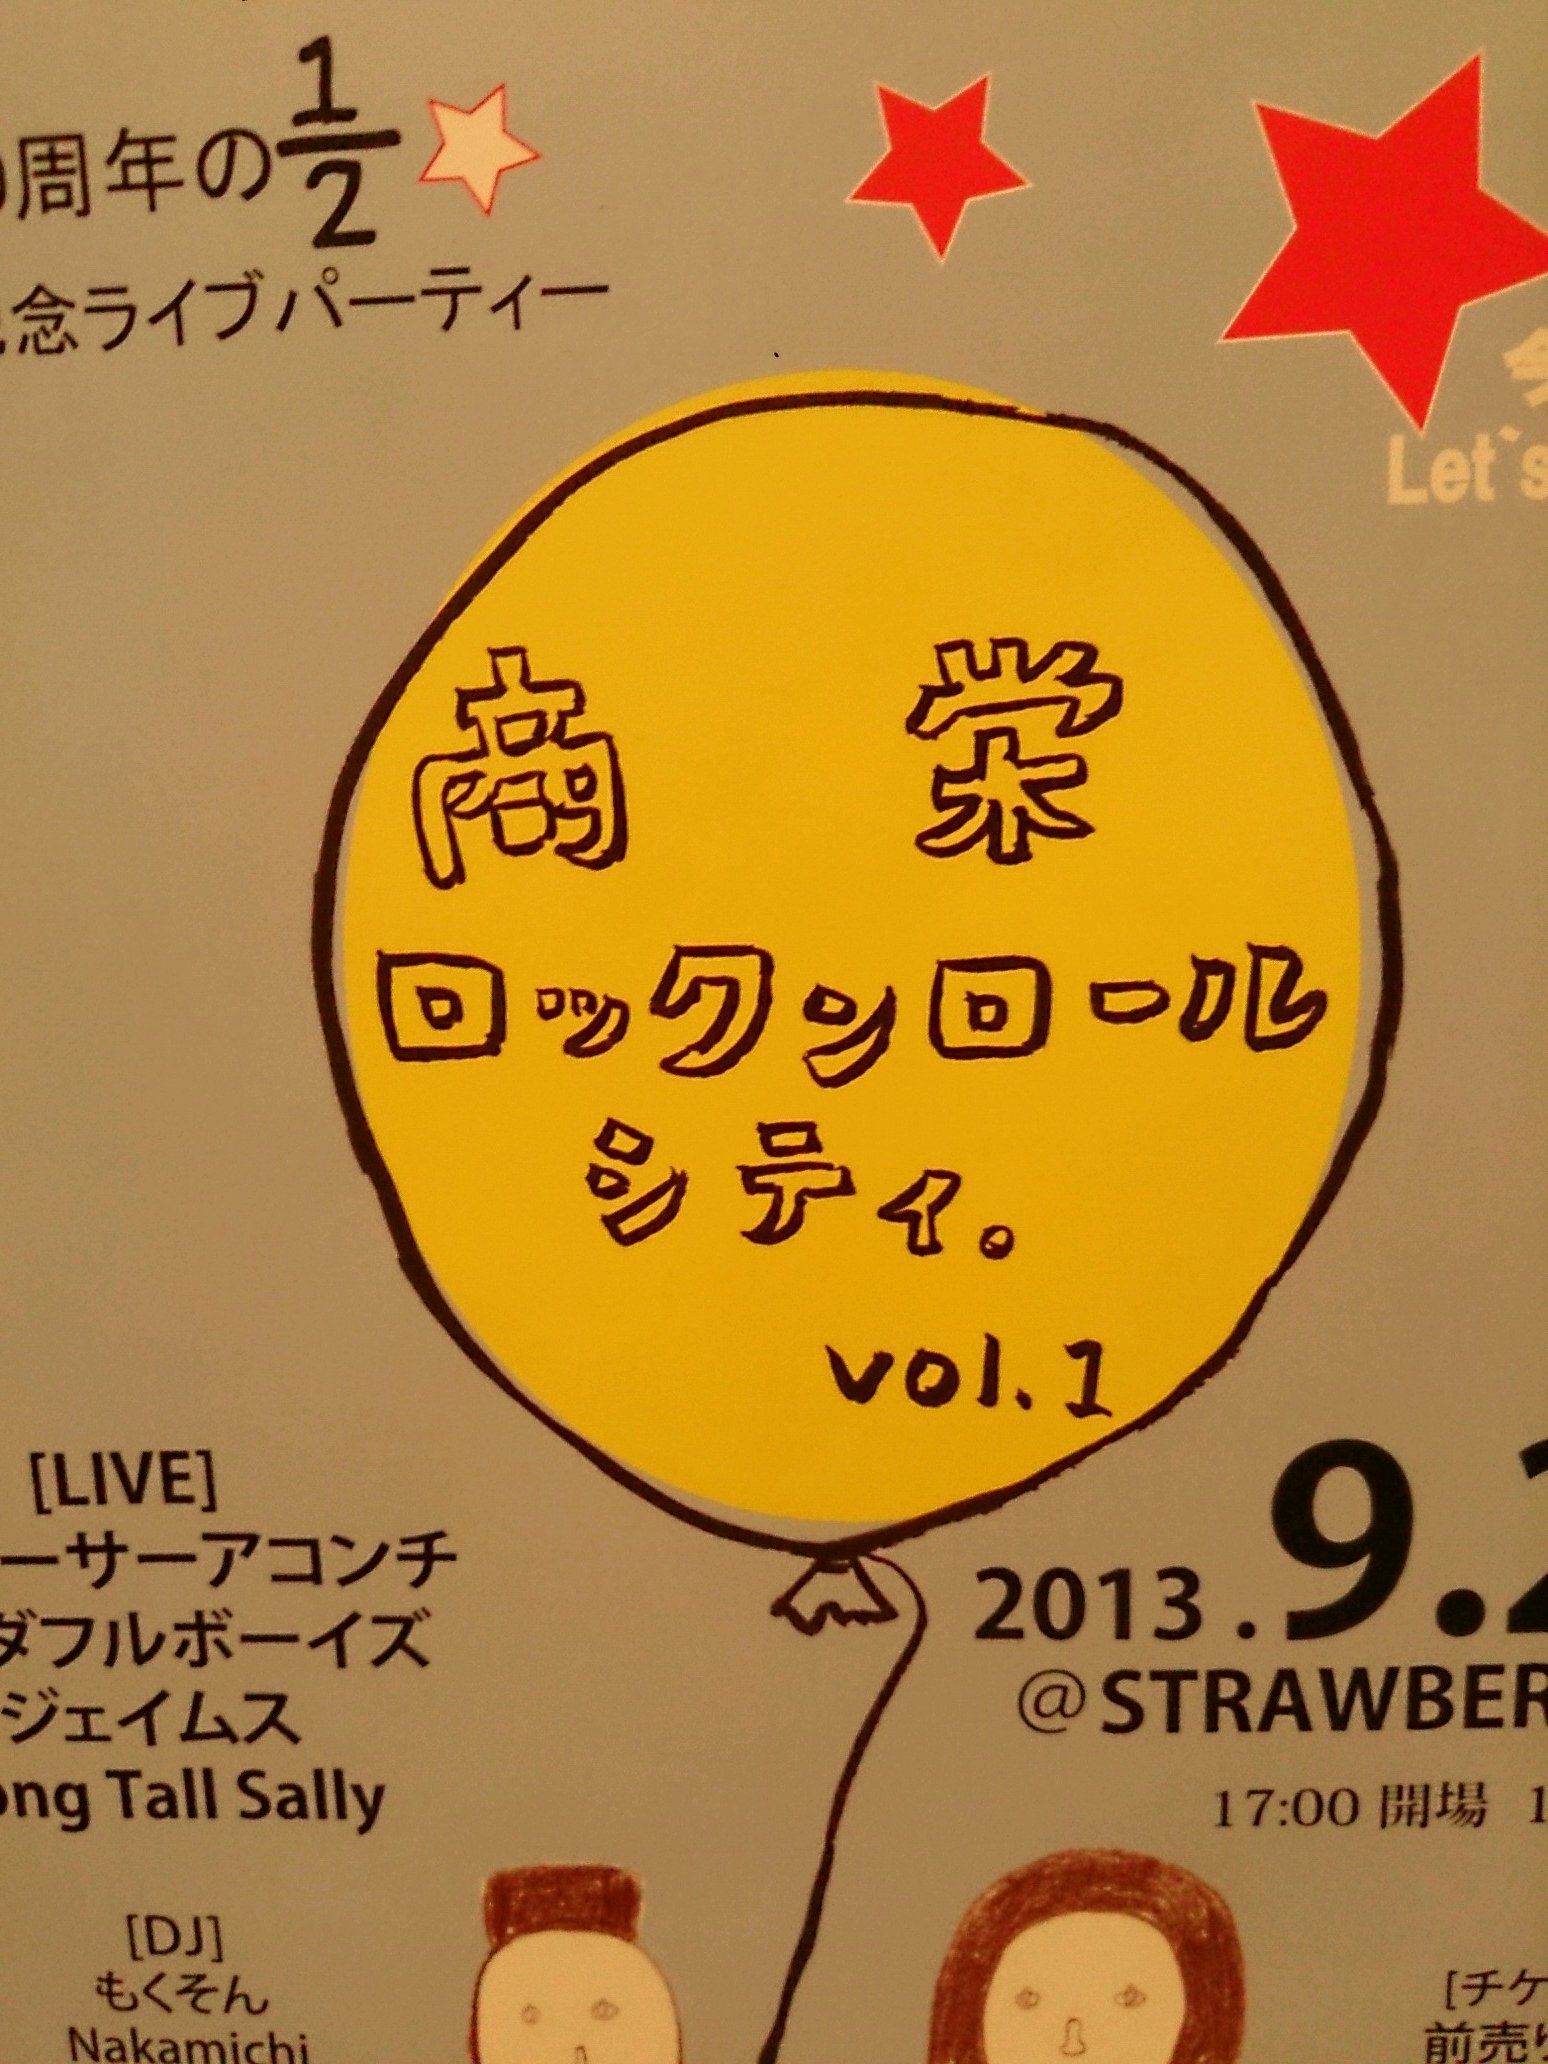 周年の1/2
念ライブパーティー
Let`s
商 栄
ロックンロール
シティ。
vol.1
[LIVE]
ーサーアコンチ
ダフルボーイズ
ジェイムス
ong Tall Sally
2013.9.2
@STRAWBER
17:00 開場 1
[DJ]
もくそん
Nakamichi
[チケ
前売り